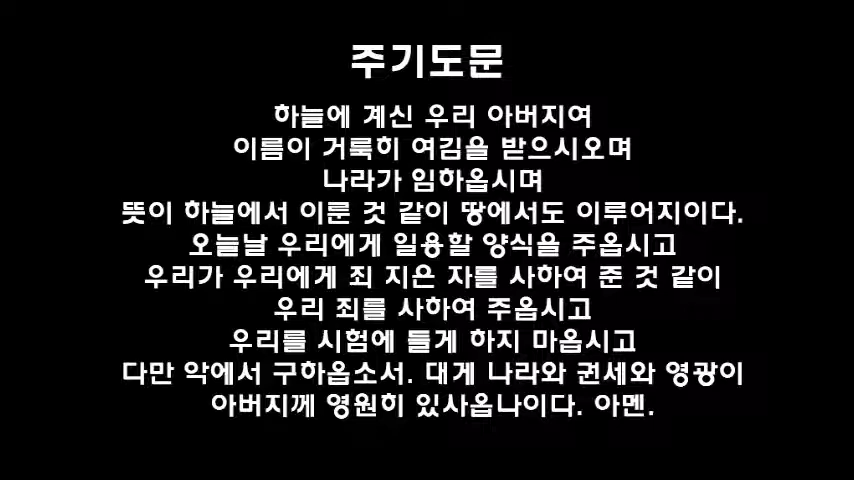 주기도문
하늘에 계신 우리 아버지여
이름이 거룩히 여김을 받으시오며
나라가 임하옵시며
뜻이 하늘에서 이룬 것 같이 땅에서도 이루어지이다.
오늘날 우리에게 일용할 양식을 주옵시고
우리가 우리에게 죄 지은 자를 사하여 준 것 같이
우리 죄를 사하여 주옵시고
우리를 시험에 들게 하지 마옵시고
다만 악에서 구하옵소서. 대게 나라와 권세와 영광이
아버지께 영원히 있사옵나이다. 아멘.